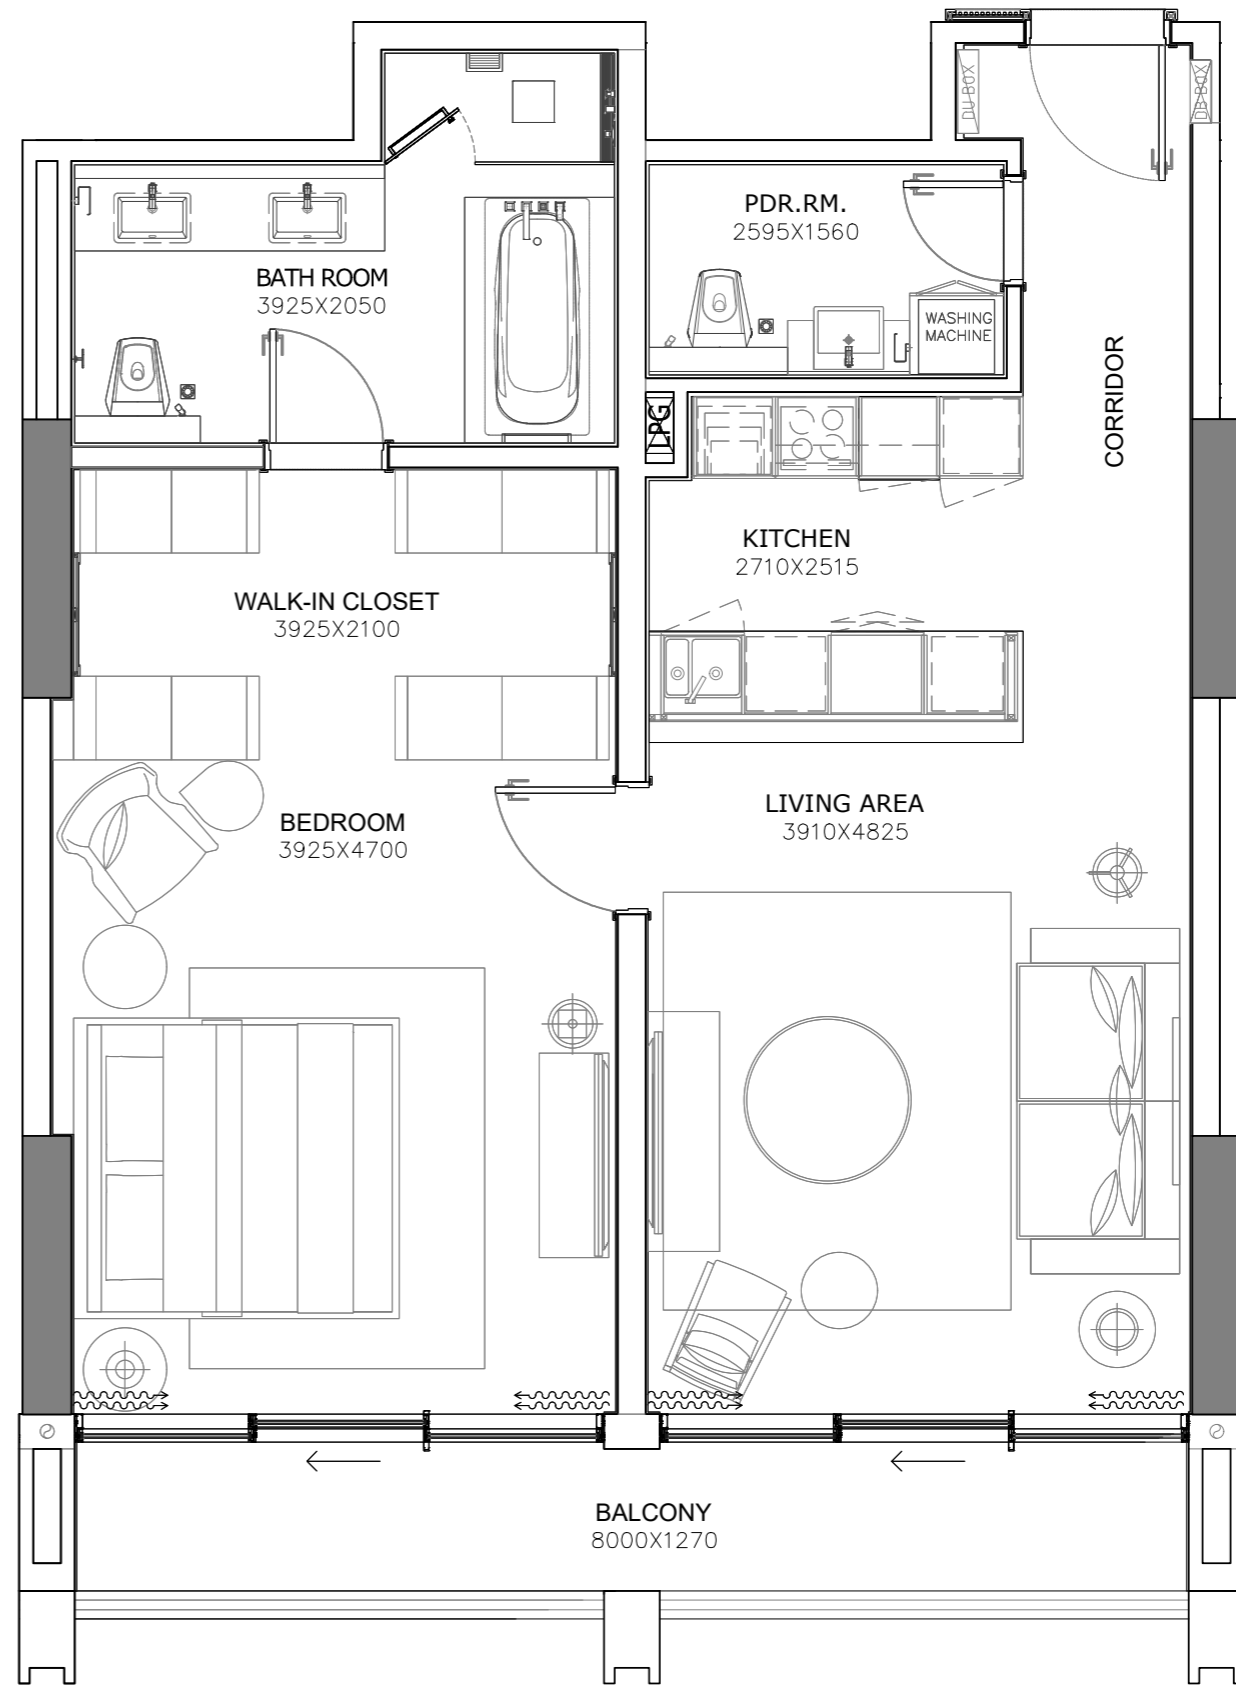 DU BOX
DB BOX
PDR.RM.
2595X1560
BATH ROOM
3925X2050
WASHING
MACHINE
CORRIDOR
LPG
KITCHEN
2710X2515
WALK-IN CLOSET
3925X2100
LIVING AREA
3910X4825
BEDROOM
3925X4700
BALCONY
8000X1270